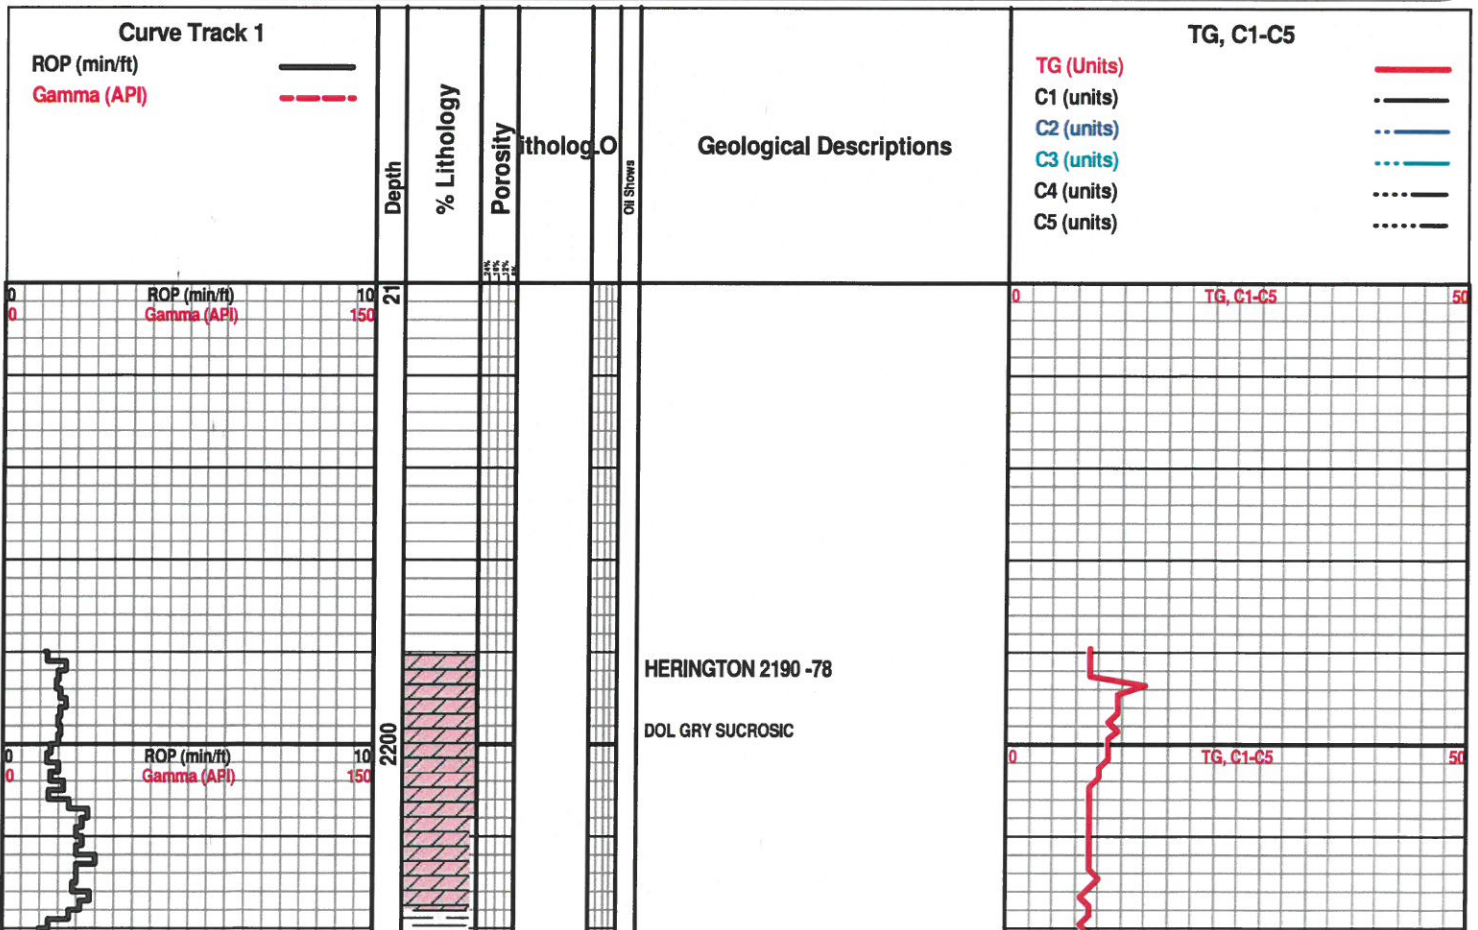 Curve Track 1
ROP (min/ft)
Gamma (API)
Depth
% Lithology
Porosity
itholog
LO
Oil Shows
Geological Descriptions
TG, C1-C5
TG (Units)
C1 (units)
C2 (units)
C3 (units)
C4 (units)
C5 (units)
0 ROP (min/ft) 10
0 Gamma (API) 150
21
0 TG, C1-C5 50
HERINGTON 2190 -78
DOL GRY SUCROSIC
2200
0 ROP (min/ft) 10
0 Gamma (API) 150
0 TG, C1-C5 50